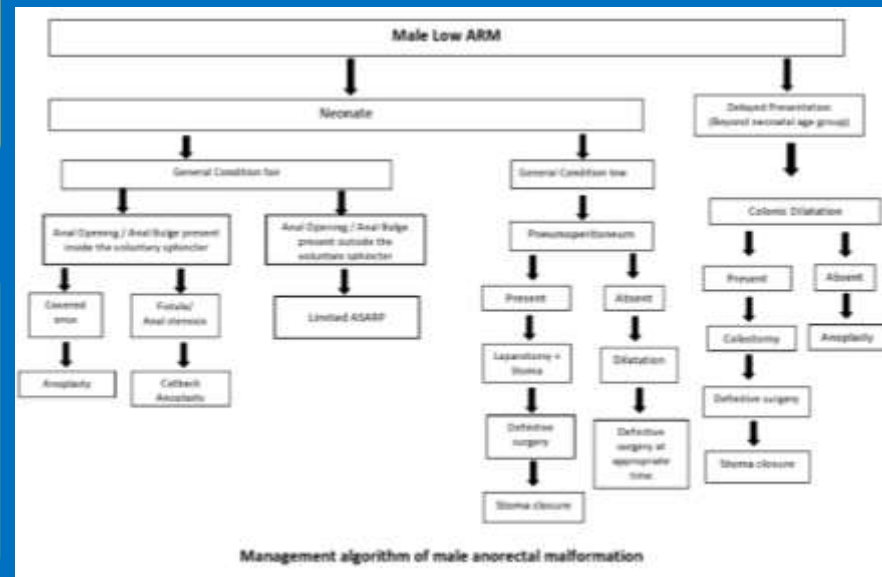 Male Low ARM
Neonate
Delayed Presentation
(Beyond neonatal age group)
General Condition fair
General Condition low
Anal Opening / Anal Bulge present
inside the voluntary sphincter
Anal Opening / Anal Bulge
present outside the
voluntary sphincter
Pneumoperitoneum
Colonic Dilatation
Covered
anus
Fistula/
Anal stenosis
Limited ASARP
Present
Absent
Present
Absent
Anoplasty
Cutback
Anoplasty
Laparotomy +
Stoma
Dilatation
Colostomy
Anoplasty
Definitive
surgery
Definitive
surgery at
appropriate
time
Definitive surgery
Stoma closure
Stoma closure
Management algorithm of male anorectal malformation